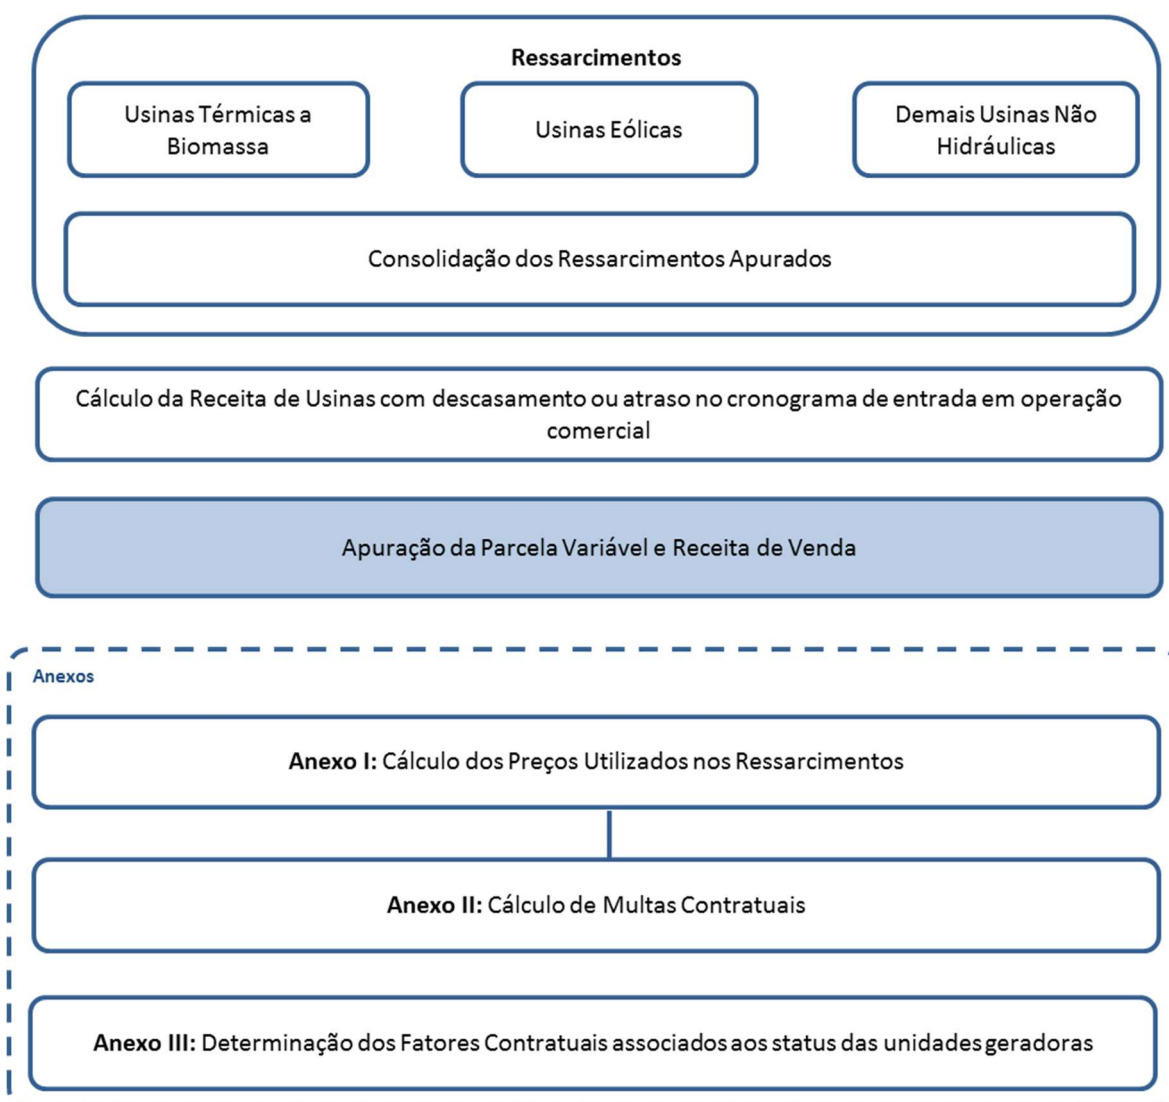 Ressarcimentos
Usinas Térmicas a
Biomassa
Usinas Eólicas
Demais Usinas Não
Hidráulicas
Consolidação dos Ressarcimentos Apurados
Cálculo da Receita de Usinas com descasamento ou atraso no cronograma de entrada em operação
comercial
Apuração da Parcela Variável e Receita de Venda
Anexos
Anexo I: Cálculo dos Preços Utilizados nos Ressarcimentos
Anexo II: Cálculo de Multas Contratuais
Anexo III: Determinação dos Fatores Contratuais associados aos status das unidades geradoras